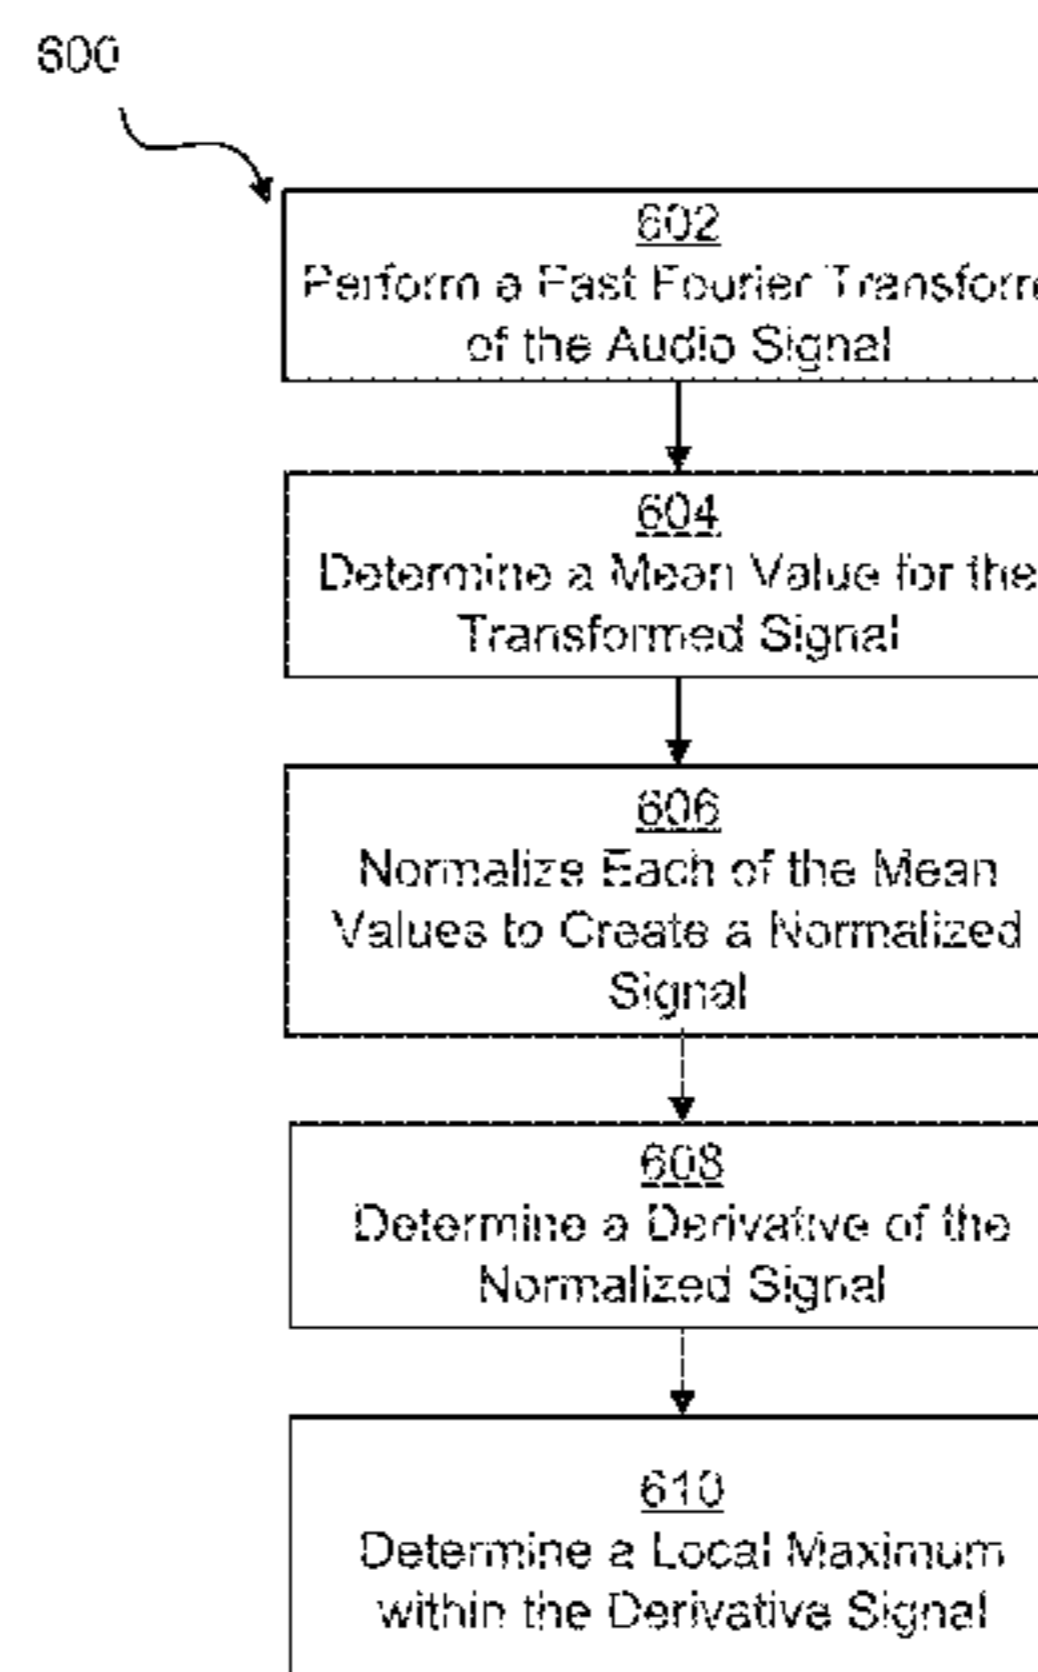 600
602
Perform a Fast Fourier Transform
of the Audio Signal
604
Determine a Mean Value for the
Transformed Signal
606
Normalize Each of the Mean
Values to Create a Normalized
Signal
608
Determine a Derivative of the
Normalized Signal
610
Determine a Local Maximum
within the Derivative Signal